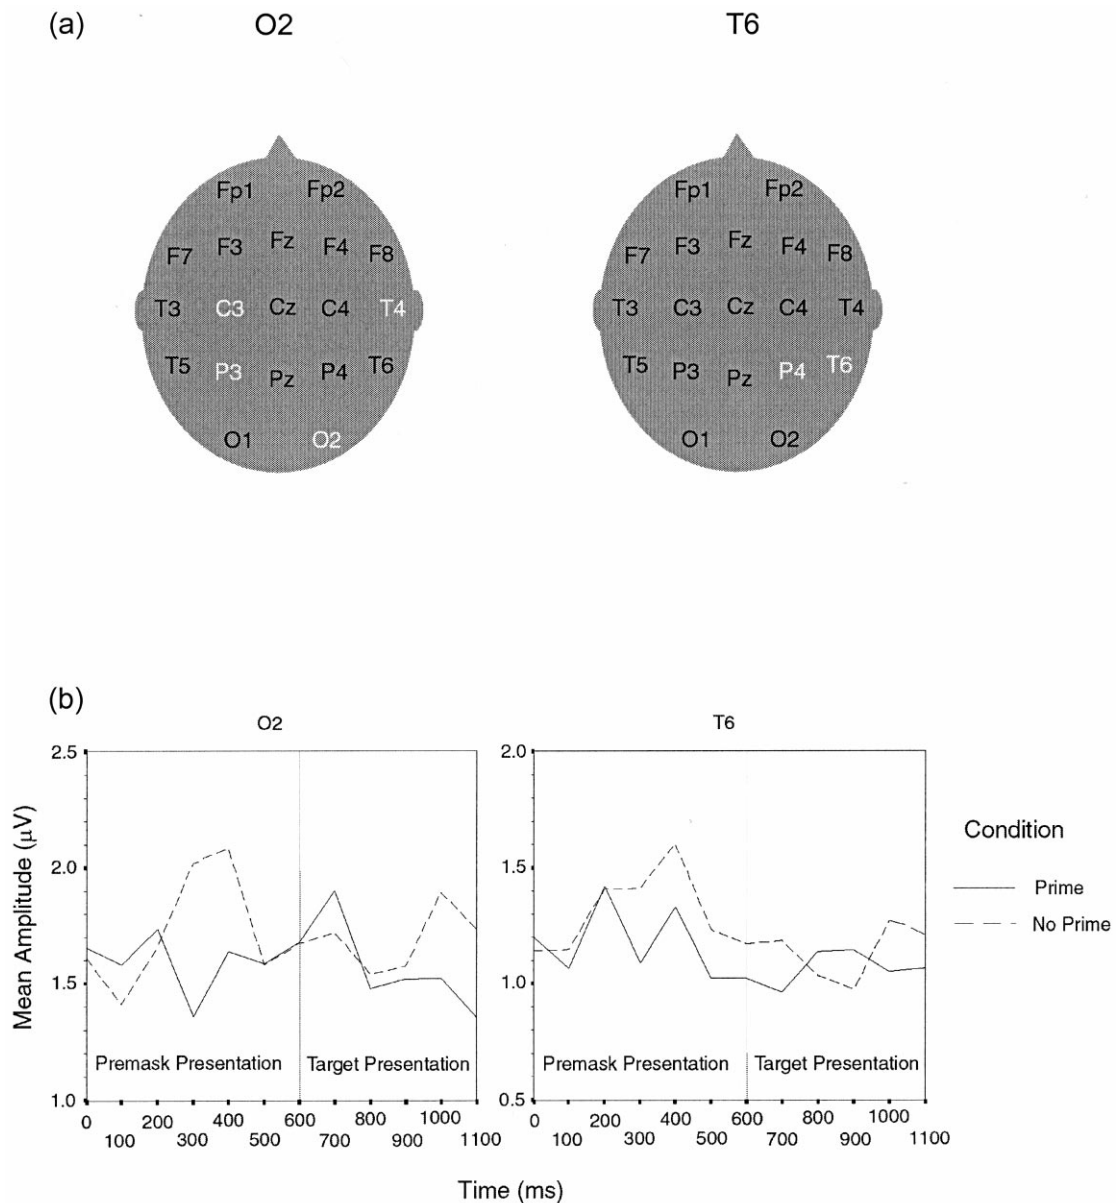 (a) O2 T6
Fp1 Fp2
F7 F3 Fz F4 F8
T3 C3 Cz C4 T4
T5 P3 Pz P4 T6
O1 O2
Fp1 Fp2
F7 F3 Fz F4 F8
T3 C3 Cz C4 T4
T5 P3 Pz P4 T6
O1 O2
(b)
O2
Mean Amplitude (μV)
2.5
2.0
1.5
1.0
Premask Presentation Target Presentation
0 200 400 600 800 1000
100 300 500 700 900 1100
T6
2.0
1.5
1.0
0.5
Premask Presentation Target Presentation
0 200 400 600 800 1000
100 300 500 700 900 1100
Time (ms)
Condition
Prime
No Prime